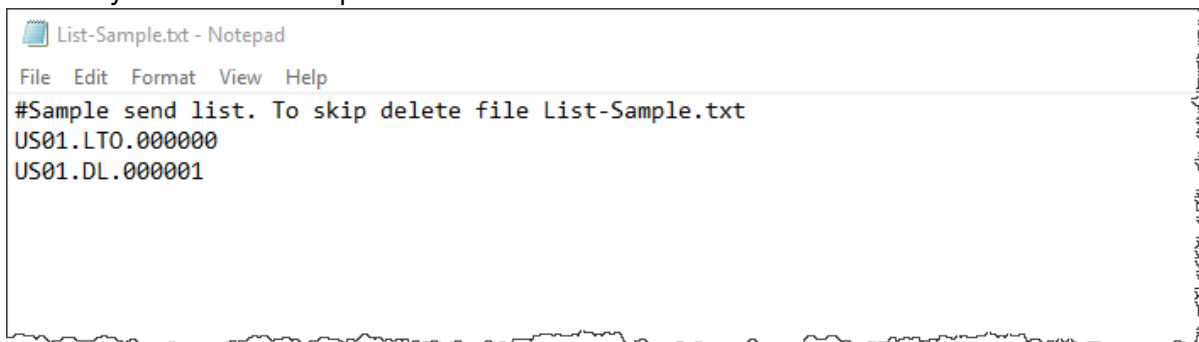 List-Sample.txt - Notepad
File Edit Format View Help
#Sample send list. To skip delete file List-Sample.txt
US01.LTO.000000
US01.DL.000001